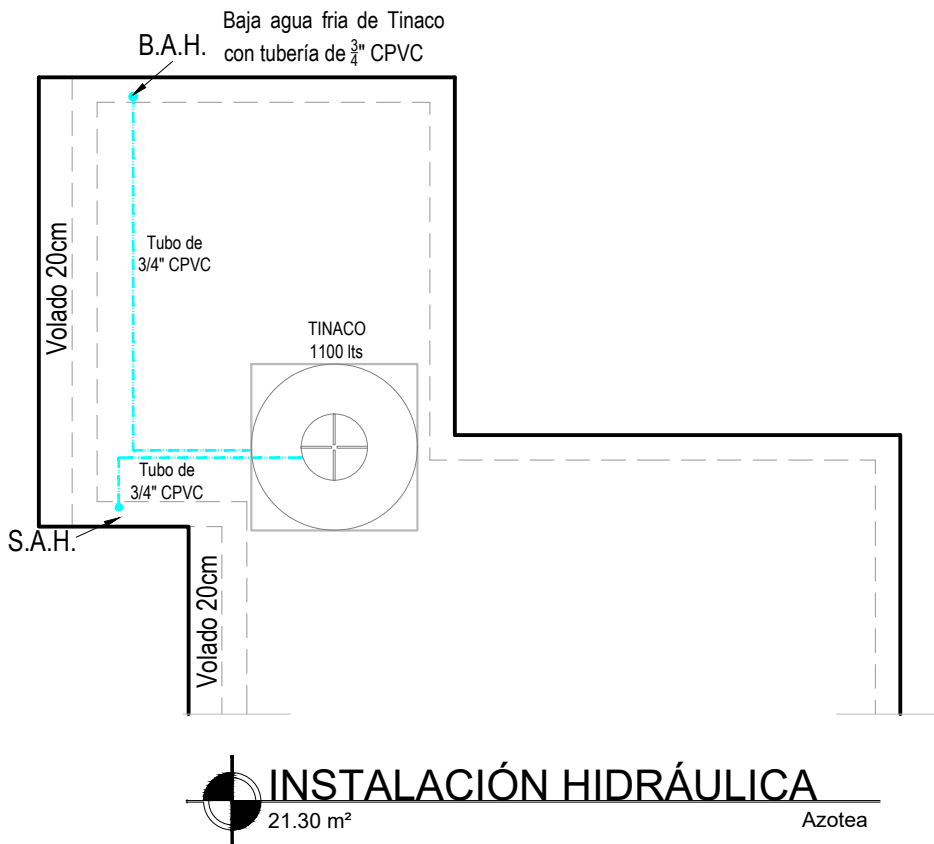 Baja agua fria de Tinaco
con tubería de 3/4" CPVC
B.A.H.
Volado 20cm
Tubo de
3/4" CPVC
TINACO
1100 lts
Tubo de
3/4" CPVC
S.A.H.
Volado 20cm
INSTALACIÓN HIDRÁULICA
21.30 m²
Azotea